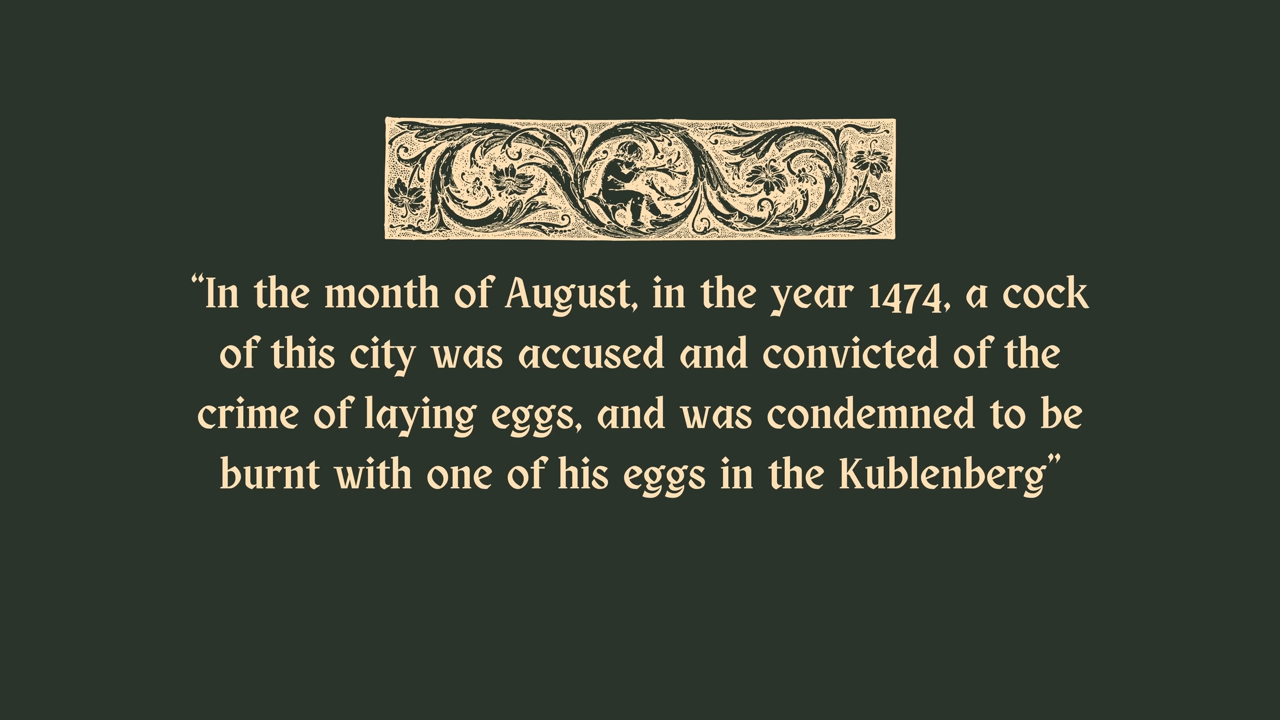 “In the month of August, in the year 1474, a cock
of this city was accused and convicted of the
crime of laying eggs, and was condemned to be
burnt with one of his eggs in the Kublenberg”